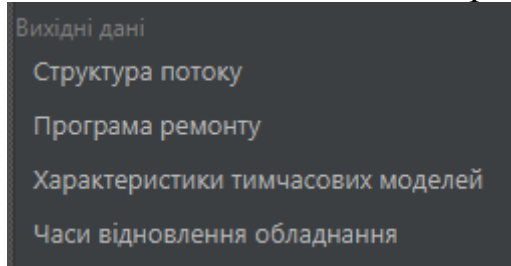 Вихідні дані
Структура потоку
Програма ремонту
Характеристики тимчасових моделей
Часи відновлення обладнання